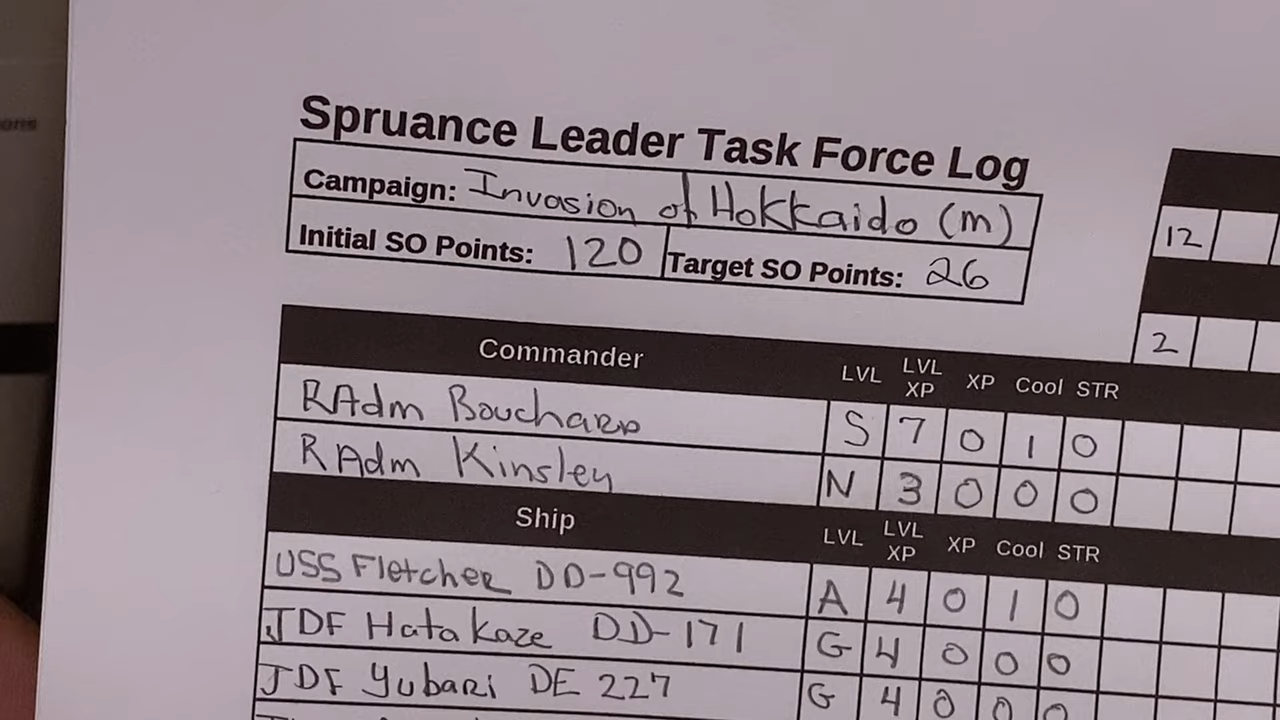 ons
Spruance Leader Task Force Log
Campaign: Invasion of Hokkaido (m)
Initial SO Points: 120 Target SO Points: 26
12
2
Commander LVL LVL XP XP Cool STR
RAdm Bouchard S 7 0 1 0
RAdm Kinsley N 3 0 0 0
Ship LVL LVL XP XP Cool STR
USS Fletcher DD-992 A 4 0 1 0
JDF Hatakaze DD-171 G 4 0 0 0
JDF Yubari DE 227 G 4 0 0 0